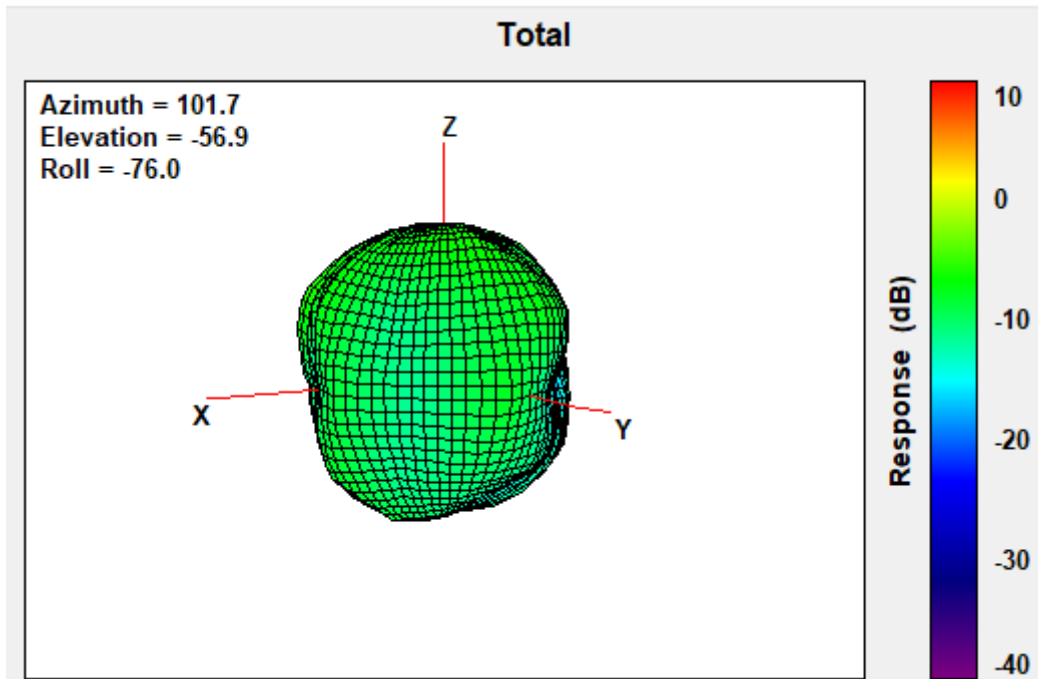 Total
Azimuth = 101.7
Elevation = -56.9
Roll = -76.0
Z
X
Y
Response (dB)
10
0
-10
-20
-30
-40